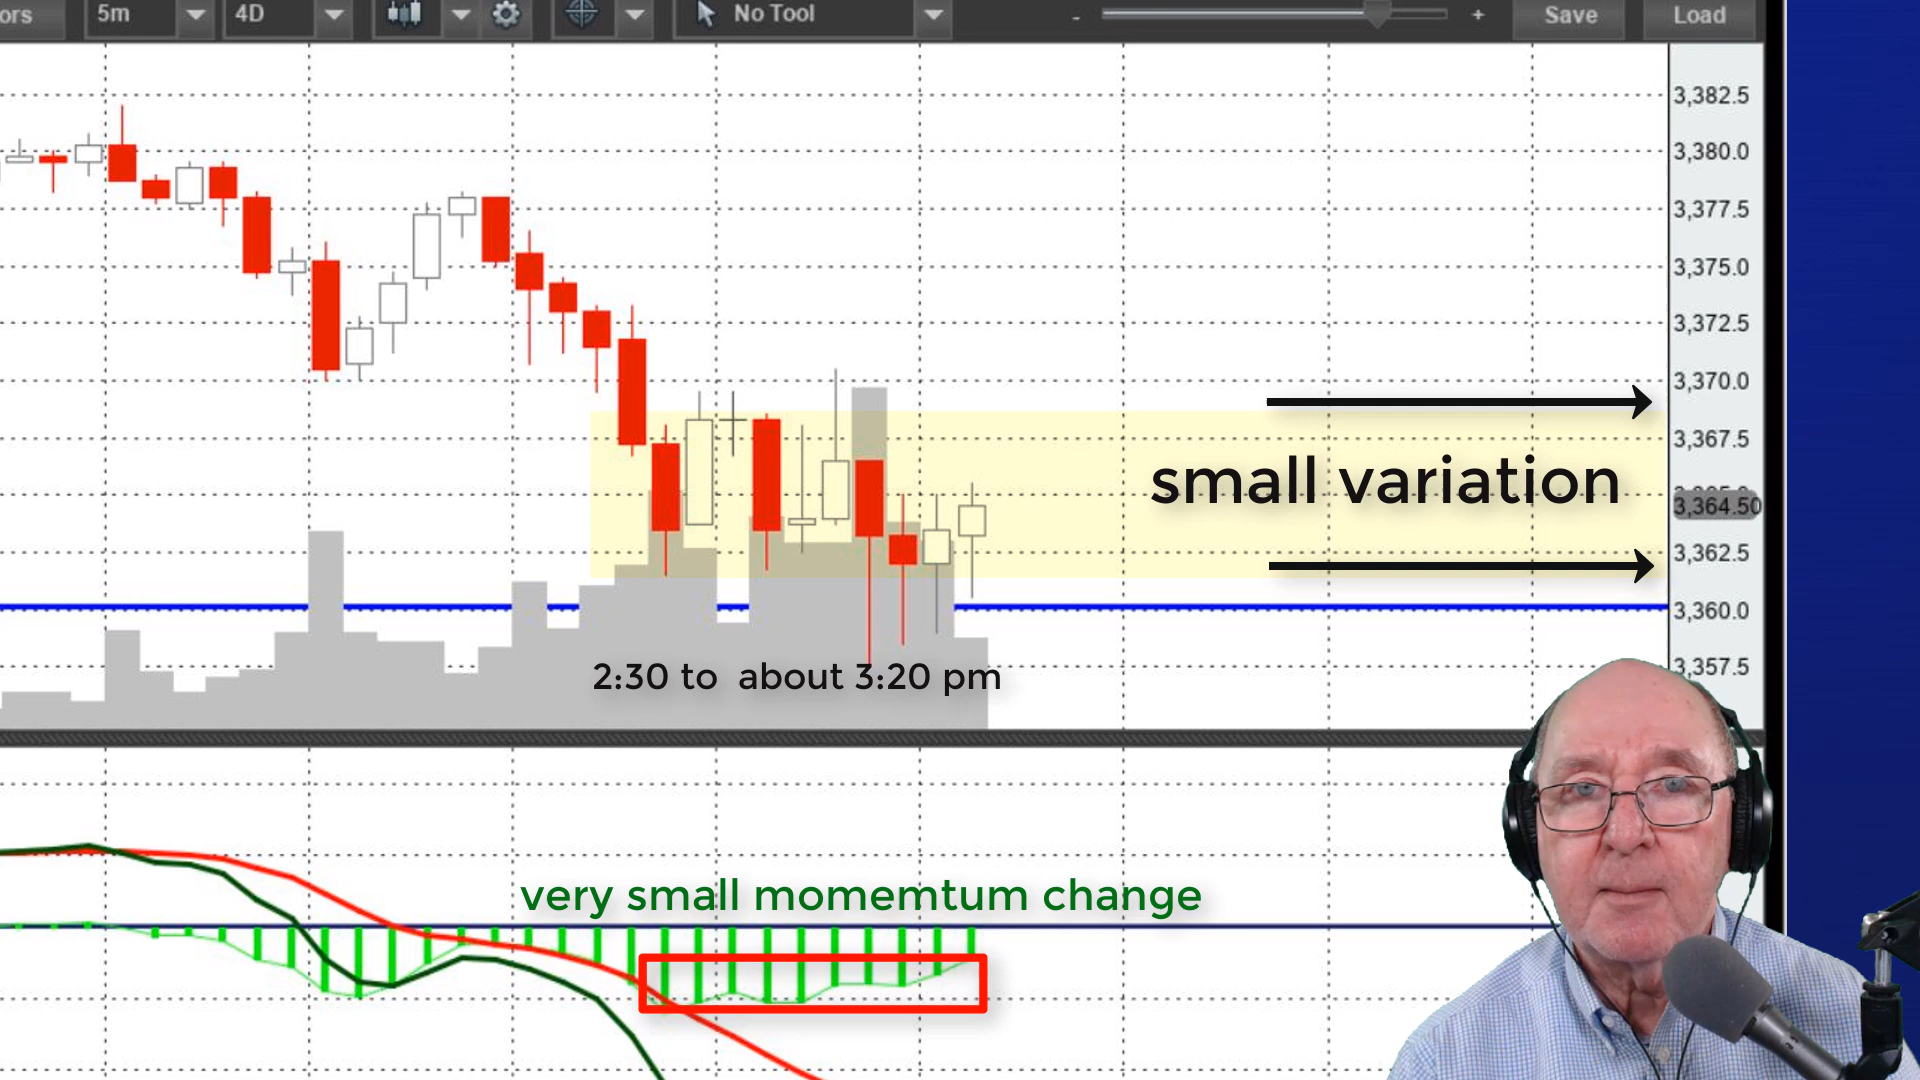 ors 5m 4D No Tool - + Save Load
3,382.5
3,380.0
3,377.5
3,375.0
3,372.5
3,370.0
3,367.5
small variation
3,364.50
3,362.5
3,360.0
2:30 to about 3:20 pm
3,357.5
very small momemtum change